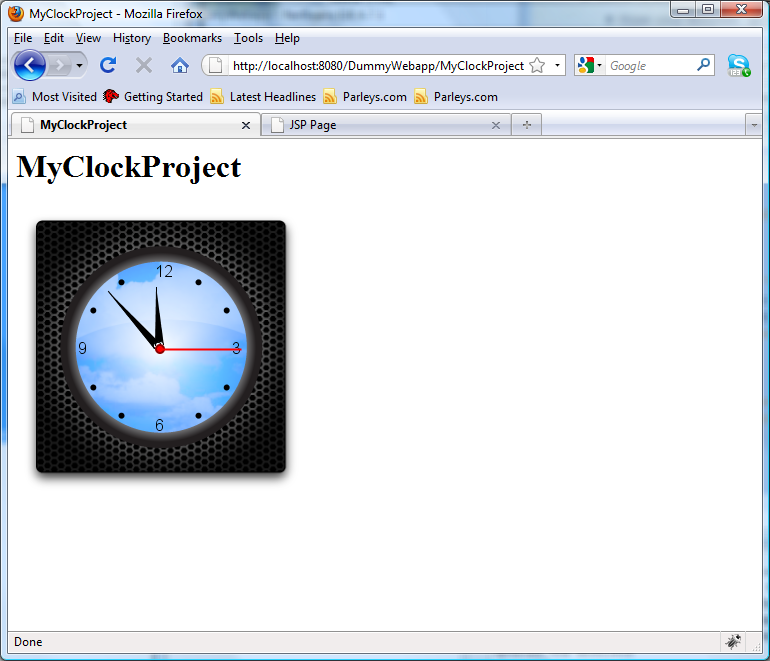 MyClockProject - Mozilla Firefox
File Edit View History Bookmarks Tools Help
http://localhost:8080/DummyWebapp/MyClockProject Google
Most Visited Getting Started Latest Headlines Parleys.com Parleys.com
MyClockProject JSP Page
MyClockProject
12
9 3
6
Done